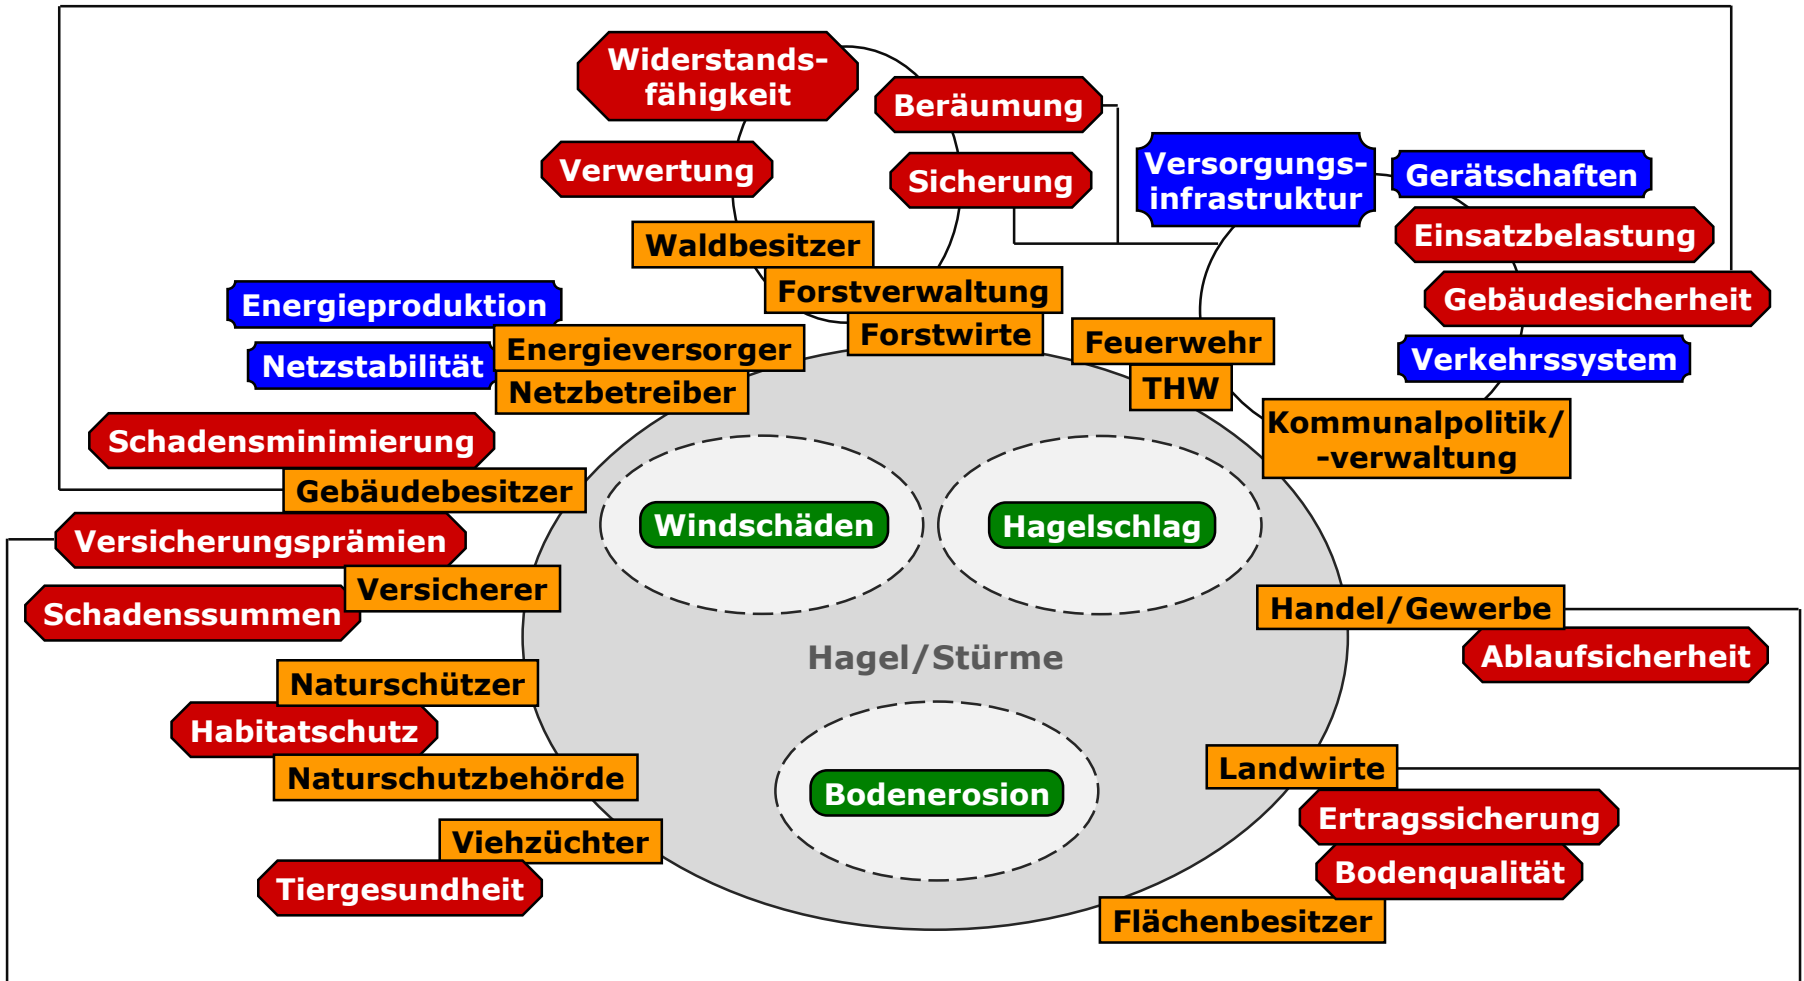 Widerstands-
fähigkeit
Beräumung
Verwertung
Sicherung
Versorgungs-
infrastruktur
Gerätschaften
Einsatzbelastung
Gebäudesicherheit
Verkehrssystem
Waldbesitzer
Forstverwaltung
Forstwirte
Feuerwehr
THW
Kommunalpolitik/
-verwaltung
Energieproduktion
Energieversorger
Netzstabilität
Netzbetreiber
Schadensminimierung
Gebäudebesitzer
Versicherungsprämien
Versicherer
Schadenssummen
Windschäden
Hagelschlag
Hagel/Stürme
Bodenerosion
Handel/Gewerbe
Ablaufsicherheit
Naturschützer
Habitatschutz
Naturschutzbehörde
Viehzüchter
Tiergesundheit
Landwirte
Ertragssicherung
Bodenqualität
Flächenbesitzer